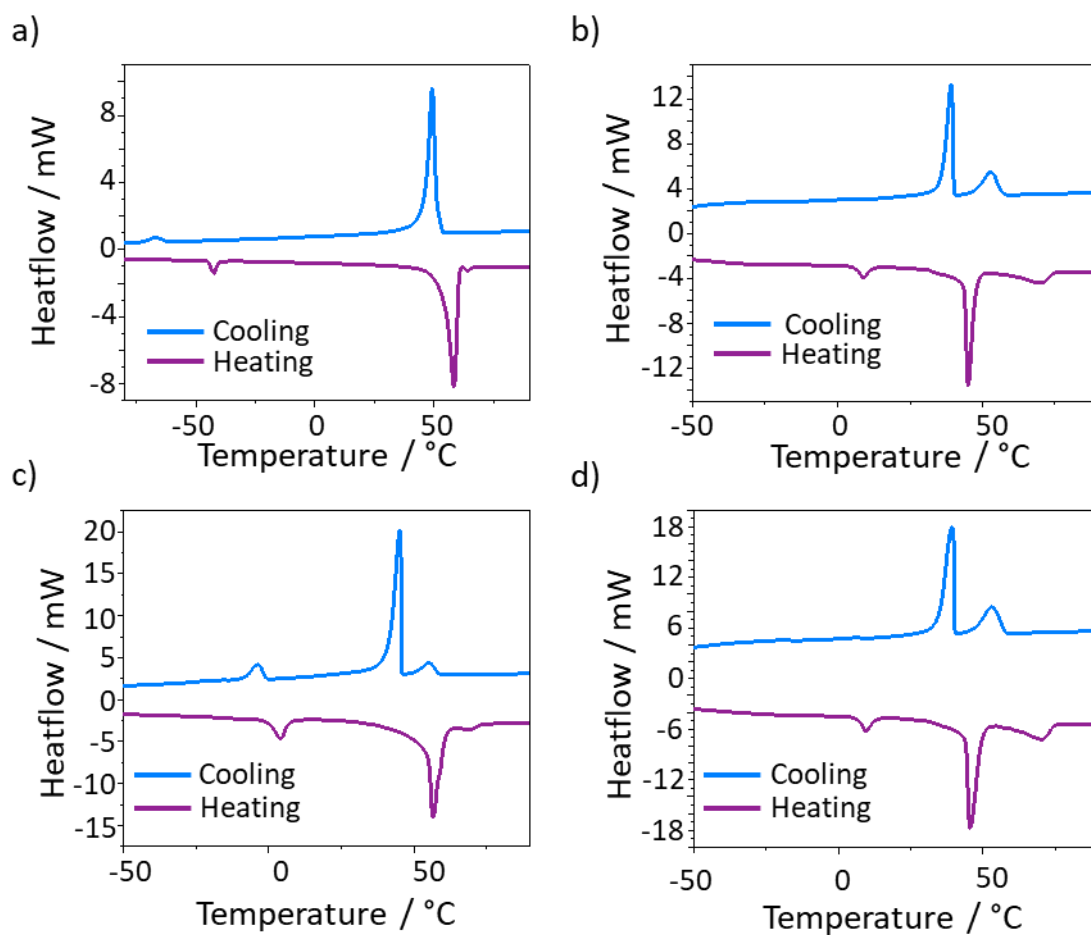 a)
8
4
0
-4
-8
Heatflow / mW
Cooling
Heating
-50
0
50
Temperature / °C
b)
12
8
4
0
-4
-8
-12
Heatflow / mW
Cooling
Heating
-50
0
50
Temperature / °C
c)
20
15
10
5
0
-5
-10
-15
Heatflow / mW
Cooling
Heating
-50
0
50
Temperature / °C
d)
18
12
6
0
-6
-12
-18
Heatflow / mW
Cooling
Heating
-50
0
50
Temperature / °C